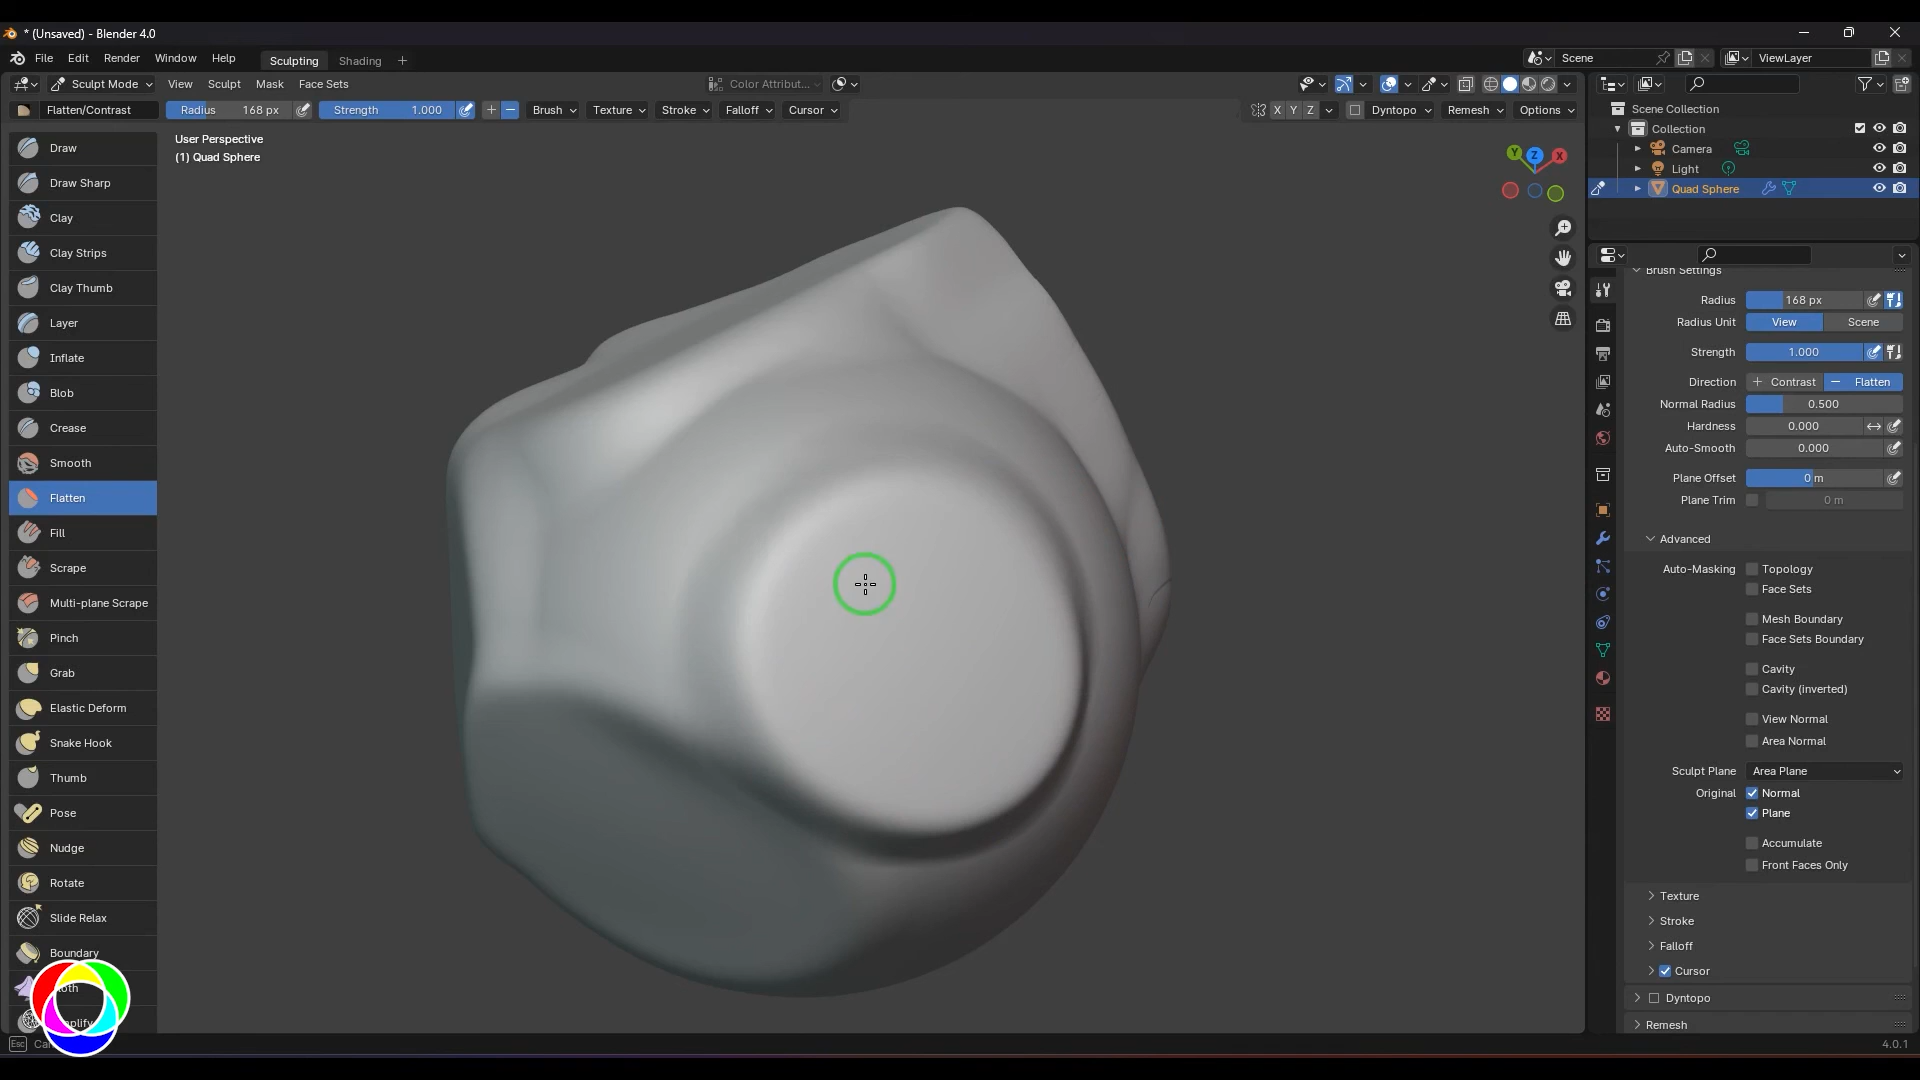 * (Unsaved) - Blender 4.0
File Edit Render Window Help Sculpting Shading + Scene ViewLayer
Sculpt Mode View Sculpt Mask Face Sets Color Attribut...
Flatten/Contrast Radius 168 px Strength 1.000 + − Brush Texture Stroke Falloff Cursor X Y Z Dyntopo Remesh Options
User Perspective
(1) Quad Sphere
Y Z X
Draw
Draw Sharp
Clay
Clay Strips
Clay Thumb
Layer
Inflate
Blob
Crease
Smooth
Flatten
Fill
Scrape
Multi-plane Scrape
Pinch
Grab
Elastic Deform
Snake Hook
Thumb
Pose
Nudge
Rotate
Slide Relax
Boundary
Esc
Scene Collection
Collection
Camera
Light
Quad Sphere
Brush Settings
Radius 168 px
Radius Unit View Scene
Strength 1.000
Direction + Contrast − Flatten
Normal Radius 0.500
Hardness 0.000
Auto-Smooth 0.000
Plane Offset 0 m
Plane Trim 0 m
Advanced
Auto-Masking Topology
Face Sets
Mesh Boundary
Face Sets Boundary
Cavity
Cavity (inverted)
View Normal
Area Normal
Sculpt Plane Area Plane
Original Normal
Plane
Accumulate
Front Faces Only
Texture
Stroke
Falloff
Cursor
Dyntopo
Remesh
4.0.1